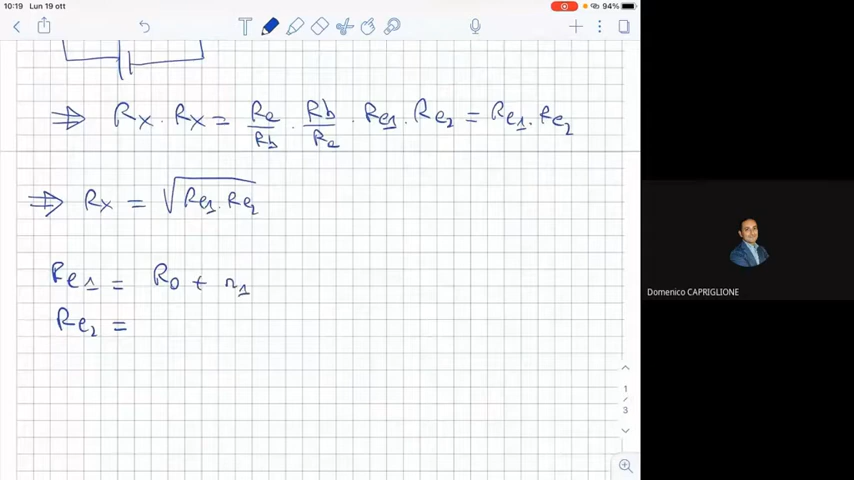 10:19 Lun 19 ott
94%
⇒ Rx · Rx = Ra/Rb · Rb/Ra · Re1 · Re2 = Re1 · Re2
⇒ Rx = √(Re1 · Re2)
Re1 = R0 + r1
Re2 =
Domenico CAPRIGLIONE
1
/
3